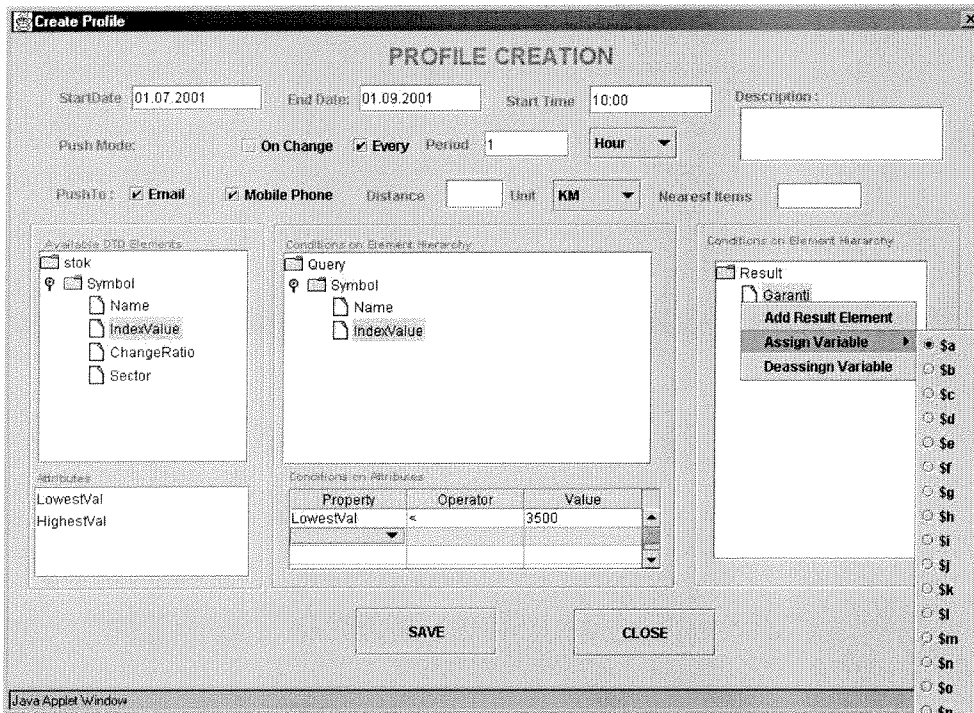 Create Profile
PROFILE CREATION
StartDate 01.07.2001 End Date: 01.09.2001 Start Time 10:00 Description :
Push Mode: On Change Every Period 1 Hour
PushTo : Email Mobile Phone Distance Unit KM Nearest Items
Available DTD Elements
stok
Symbol
Name
IndexValue
ChangeRatio
Sector
Attributes
LowestVal
HighestVal
Conditions on Element Hierarchy
Query
Symbol
Name
IndexValue
Conditions on Attributes
Property Operator Value
LowestVal < 3500
Conditions on Element Hiararchy
Result
Garanti
Add Result Element
Assign Variable
Deassingn Variable
$a
$b
$c
$d
$e
$f
$g
$h
$i
$j
$k
$l
$m
$n
$o
$p
SAVE CLOSE
Java Applet Window